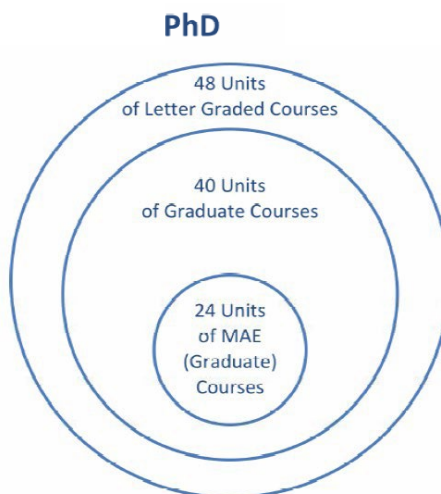 PhD
48 Units
of Letter Graded Courses
40 Units
of Graduate Courses
24 Units
of MAE
(Graduate)
Courses